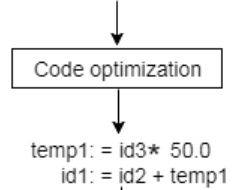 Code optimization
temp1: = id3* 50.0
id1: = id2 + temp1